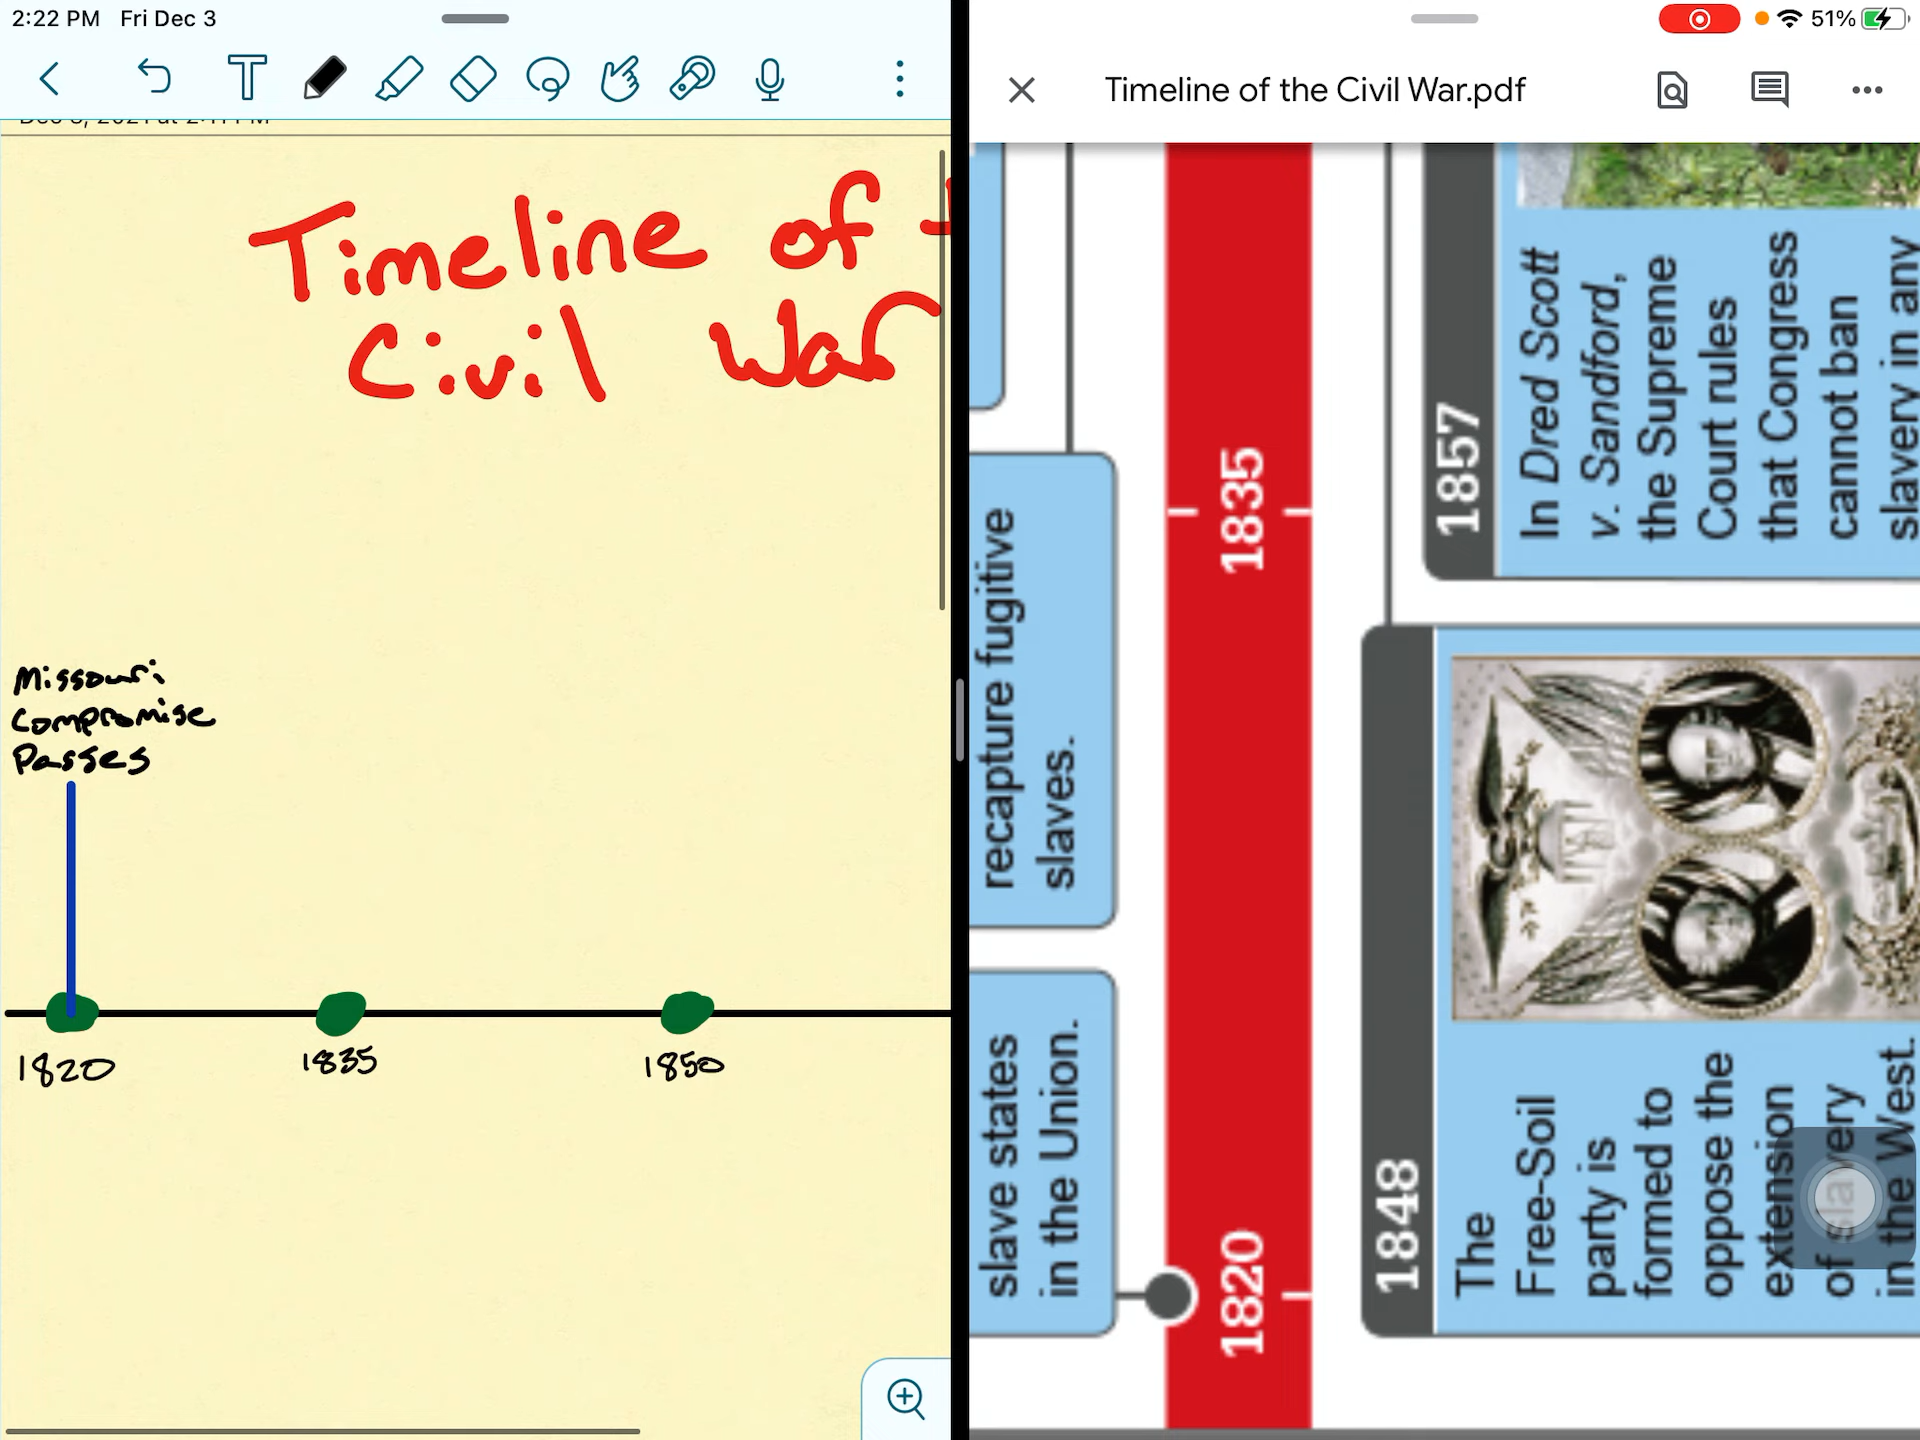 2:22 PM Fri Dec 3
Timeline of
Civil War
Missouri
Compromise
Passes
1820
1835
1850
51%
Timeline of the Civil War.pdf
recapture fugitive
slaves.
slave states
in the Union.
1835
1820
1857
In Dred Scott
v. Sandford,
the Supreme
Court rules
that Congress
cannot ban
slavery in any
1848
The
Free-Soil
party is
formed to
oppose the
extension
of slavery
in the West.